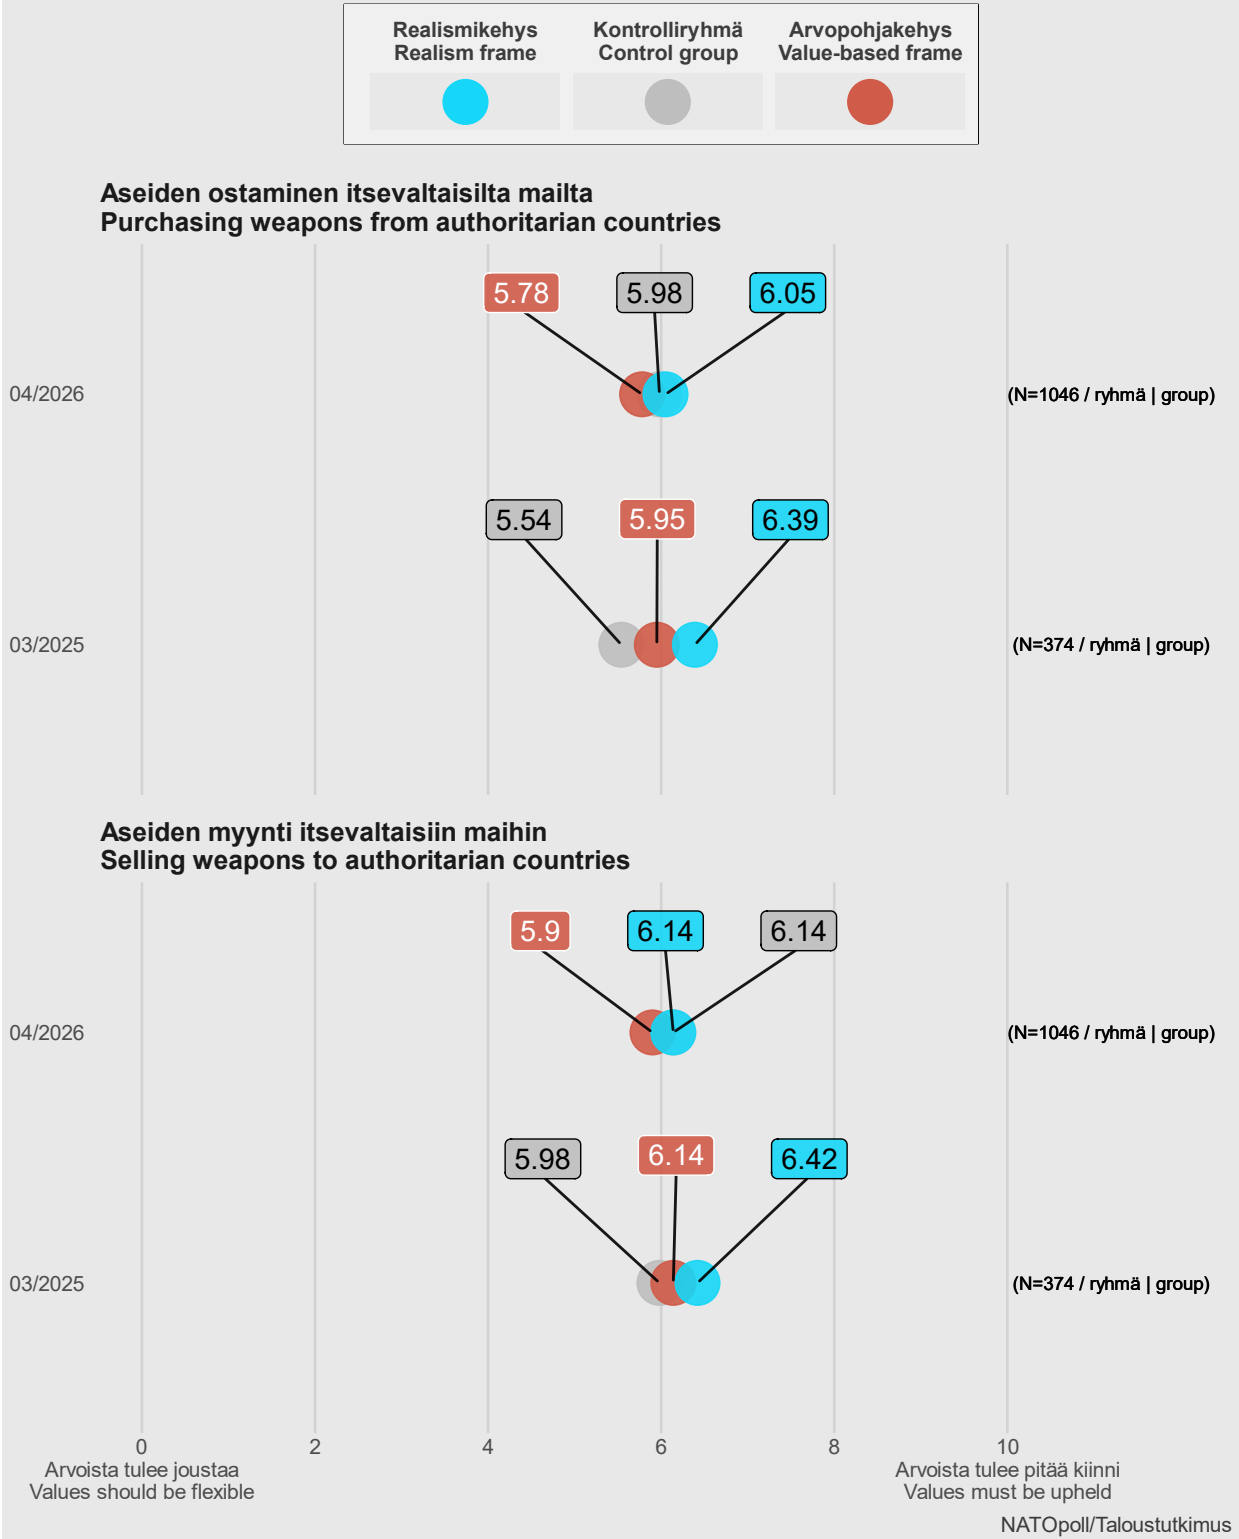 Realismikehys
Realism frame
Kontrolliryhmä
Control group
Arvopohjakehys
Value-based frame
Aseiden ostaminen itsevaltaisilta mailta
Purchasing weapons from authoritarian countries
5.78
5.98
6.05
04/2026
(N=1046 / ryhmä | group)
5.54
5.95
6.39
03/2025
(N=374 / ryhmä | group)
Aseiden myynti itsevaltaisiin maihin
Selling weapons to authoritarian countries
5.9
6.14
6.14
04/2026
(N=1046 / ryhmä | group)
5.98
6.14
6.42
03/2025
(N=374 / ryhmä | group)
0
2
4
6
8
10
Arvoista tulee joustaa
Values should be flexible
Arvoista tulee pitää kiinni
Values must be upheld
NATOpoll/Taloustutkimus